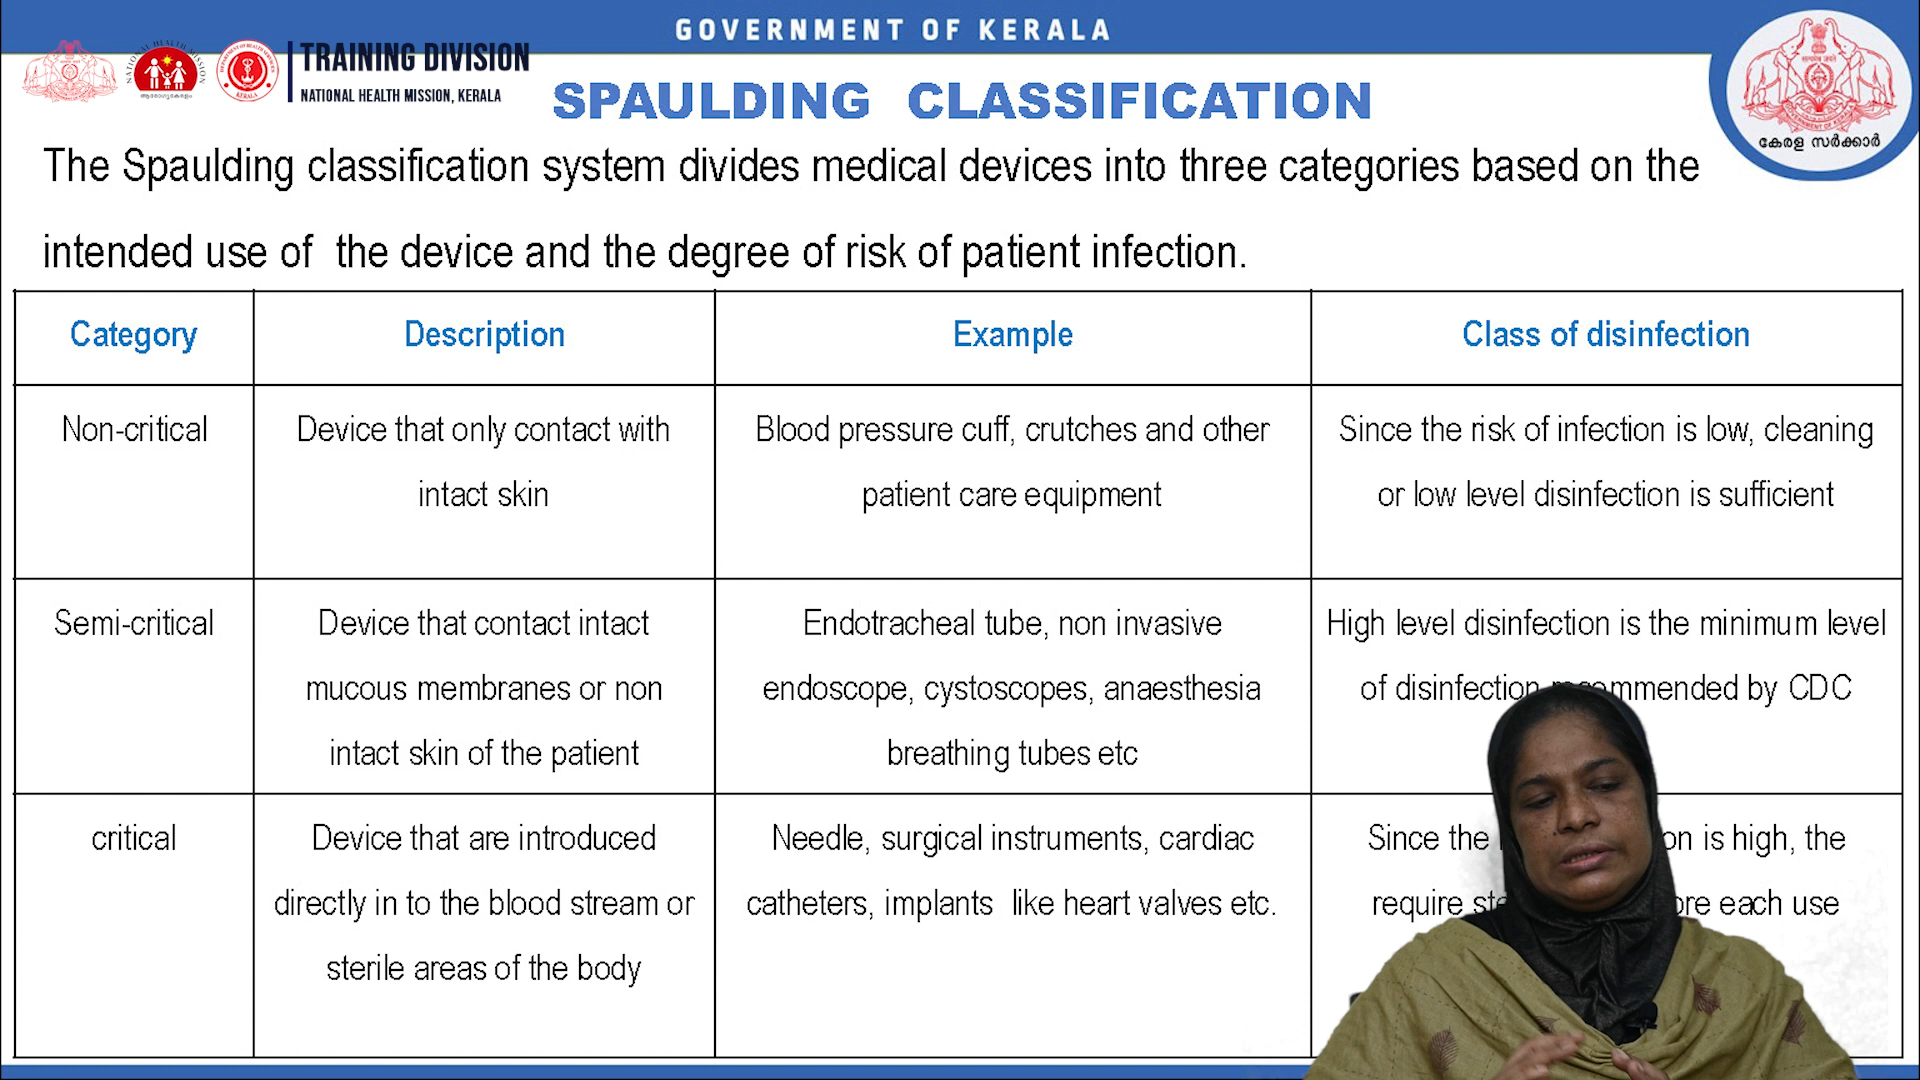 GOVERNMENT OF KERALA
TRAINING DIVISION
NATIONAL HEALTH MISSION, KERALA
കേരള സർക്കാർ
SPAULDING CLASSIFICATION
The Spaulding classification system divides medical devices into three categories based on the
intended use of the device and the degree of risk of patient infection.
Category
Description
Example
Class of disinfection
Non-critical
Device that only contact with
intact skin
Blood pressure cuff, crutches and other
patient care equipment
Since the risk of infection is low, cleaning
or low level disinfection is sufficient
Semi-critical
Device that contact intact
mucous membranes or non
intact skin of the patient
Endotracheal tube, non invasive
endoscope, cystoscopes, anaesthesia
breathing tubes etc
High level disinfection is the minimum level
of disinfection recommended by CDC
critical
Device that are introduced
directly in to the blood stream or
sterile areas of the body
Needle, surgical instruments, cardiac
catheters, implants like heart valves etc.
Since the is high, the
require each use